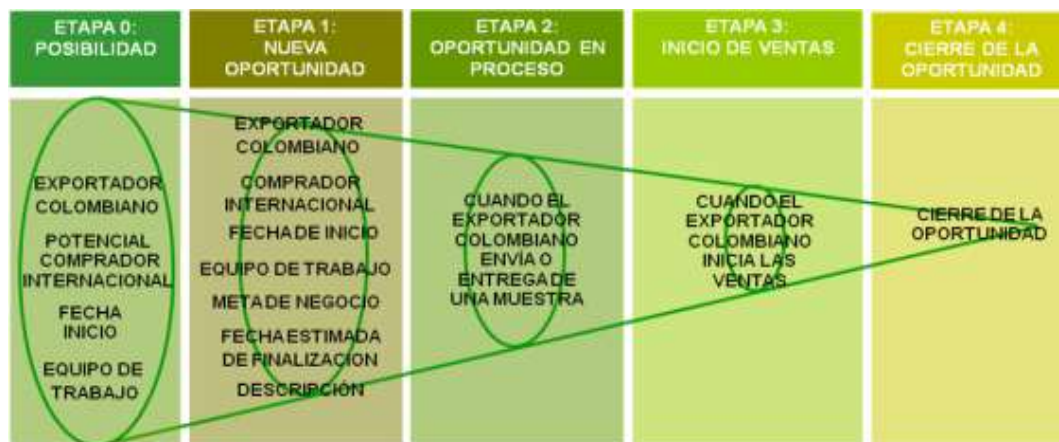 ETAPA 0:
POSIBILIDAD
ETAPA 1:
NUEVA
OPORTUNIDAD
ETAPA 2:
OPORTUNIDAD EN
PROCESO
ETAPA 3:
INICIO DE VENTAS
ETAPA 4:
CIERRE DE LA
OPORTUNIDAD
EXPORTADOR
COLOMBIANO
POTENCIAL
COMPRADOR
INTERNACIONAL
FECHA
INICIO
EQUIPO DE
TRABAJO
EXPORTADOR
COLOMBIANO
COMPRADOR
INTERNACIONAL
FECHA DE INICIO
EQUIPO DE TRABAJO
META DE NEGOCIO
FECHA ESTIMADA
DE FINALIZACION
DESCRIPCIÓN
CUANDO EL
EXPORTADOR
COLOMBIANO
ENVÍA O
ENTREGA DE
UNA MUESTRA
CUANDO EL
EXPORTADOR
COLOMBIANO
INICIA LAS
VENTAS
CIERRE DE LA
OPORTUNIDAD